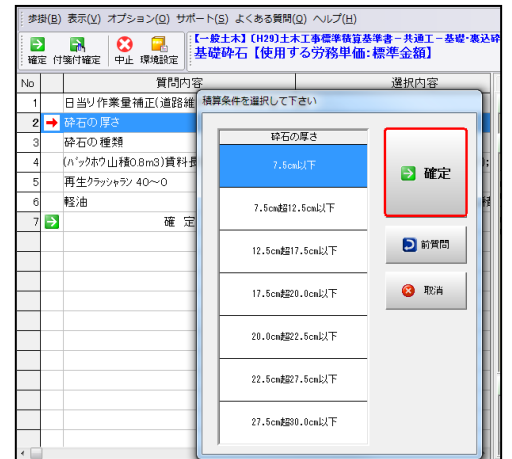 歩掛(B) 表示(V) オプション(O) サポート(S) よくある質問(Q) ヘルプ(H)
確定 付箋付確定 中止 環境設定
【一般土木】(H29)土木工事標準積算基準書－共通工－基礎・裏込砕
基礎砕石【使用する労務単価:標準金額】
No 質問内容 選択内容
1 日当り作業量補正(道路維
2 砕石の厚さ
3 砕石の種類
4 (バックホウ山積0.8m3)賃料長
5 再生クラッシャラン 40～0
6 軽油
7 確 定
積算条件を選択して下さい
砕石の厚さ
7.5cm以下
7.5cm超12.5cm以下
12.5cm超17.5cm以下
17.5cm超20.0cm以下
20.0cm超22.5cm以下
22.5cm超27.5cm以下
27.5cm超30.0cm以下
確定
前質問
取消